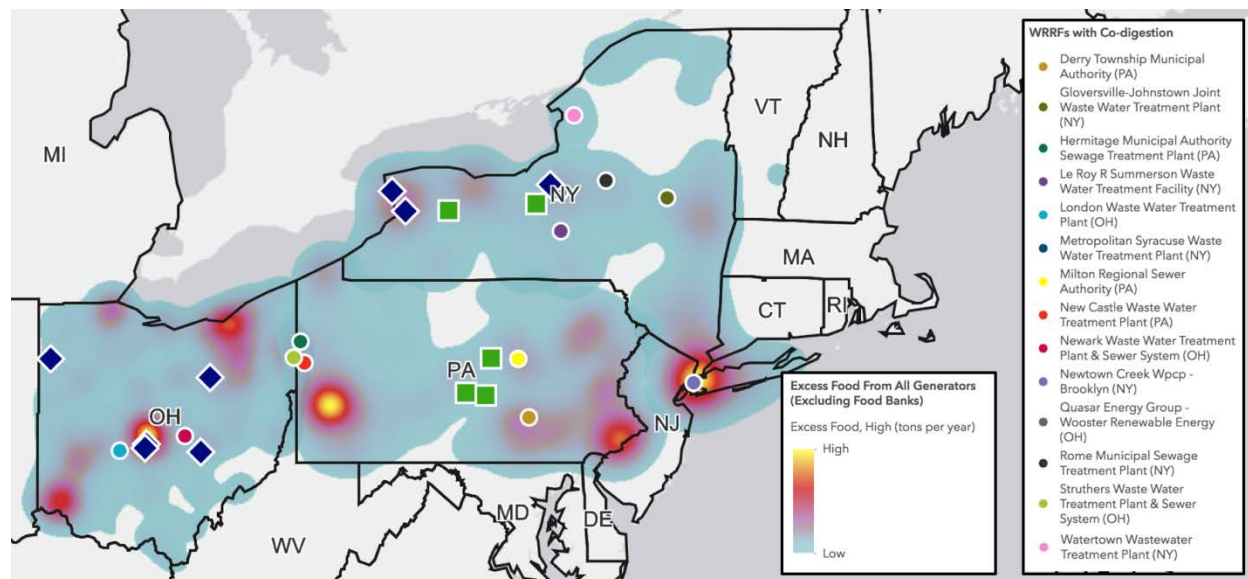 MI
VT
NH
NY
MA
CT
RI
PA
OH
NJ
MD
DE
WV
WRRFs with Co-digestion
Derry Township Municipal
Authority (PA)
Gloversville-Johnstown Joint
Waste Water Treatment Plant
(NY)
Hermitage Municipal Authority
Sewage Treatment Plant (PA)
Le Roy R Summerson Waste
Water Treatment Facility (NY)
London Waste Water Treatment
Plant (OH)
Metropolitan Syracuse Waste
Water Treatment Plant (NY)
Milton Regional Sewer
Authority (PA)
New Castle Waste Water
Treatment Plant (PA)
Newark Waste Water Treatment
Plant & Sewer System (OH)
Newtown Creek Wpcp -
Brooklyn (NY)
Quasar Energy Group -
Wooster Renewable Energy
(OH)
Rome Municipal Sewage
Treatment Plant (NY)
Struthers Waste Water
Treatment Plant & Sewer
System (OH)
Watertown Wastewater
Treatment Plant (NY)
Excess Food From All Generators
(Excluding Food Banks)
Excess Food, High (tons per year)
High
Low